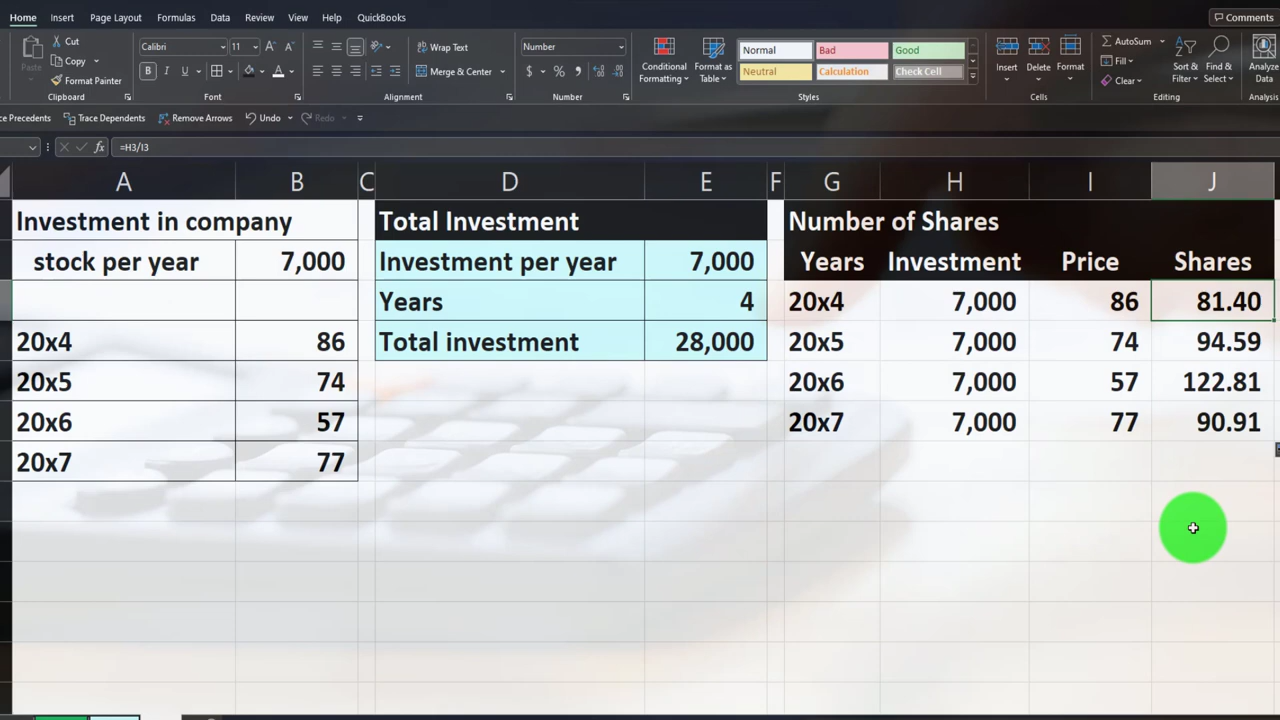 Home Insert Page Layout Formulas Data Review View Help QuickBooks Comments
Cut
Copy
Format Painter
Paste
Clipboard
Calibri 11
B I U
Font
Wrap Text
Merge & Center
Alignment
Number
$ % 9
Number
Conditional Formatting
Format as Table
Normal Bad Good
Neutral Calculation Check Cell
Styles
Insert Delete Format
Cells
AutoSum
Fill
Clear
Sort & Filter
Find & Select
Editing
Analyze Data
Analysis
ce Precedents Trace Dependents Remove Arrows Undo Redo
fx =H3/I3
A B C D E F G H I J
Investment in company Total Investment Number of Shares
stock per year 7,000 Investment per year 7,000 Years Investment Price Shares
Years 4 20x4 7,000 86 81.40
20x4 86 Total investment 28,000 20x5 7,000 74 94.59
20x5 74 20x6 7,000 57 122.81
20x6 57 20x7 7,000 77 90.91
20x7 77